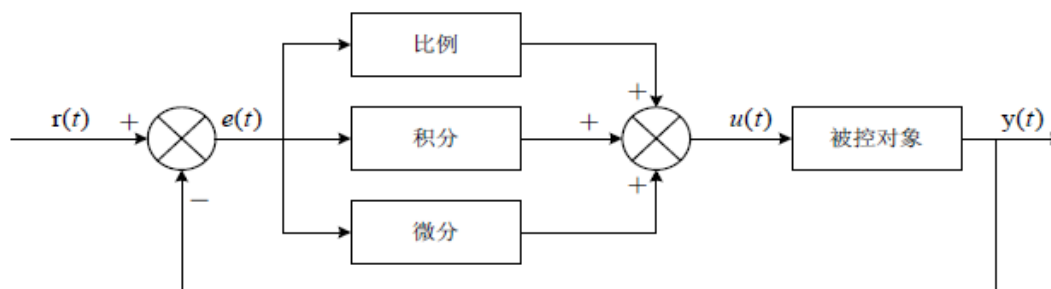 比例
+
r(t) + e(t) 积分 + u(t) 被控对象 y(t)
+
−
微分